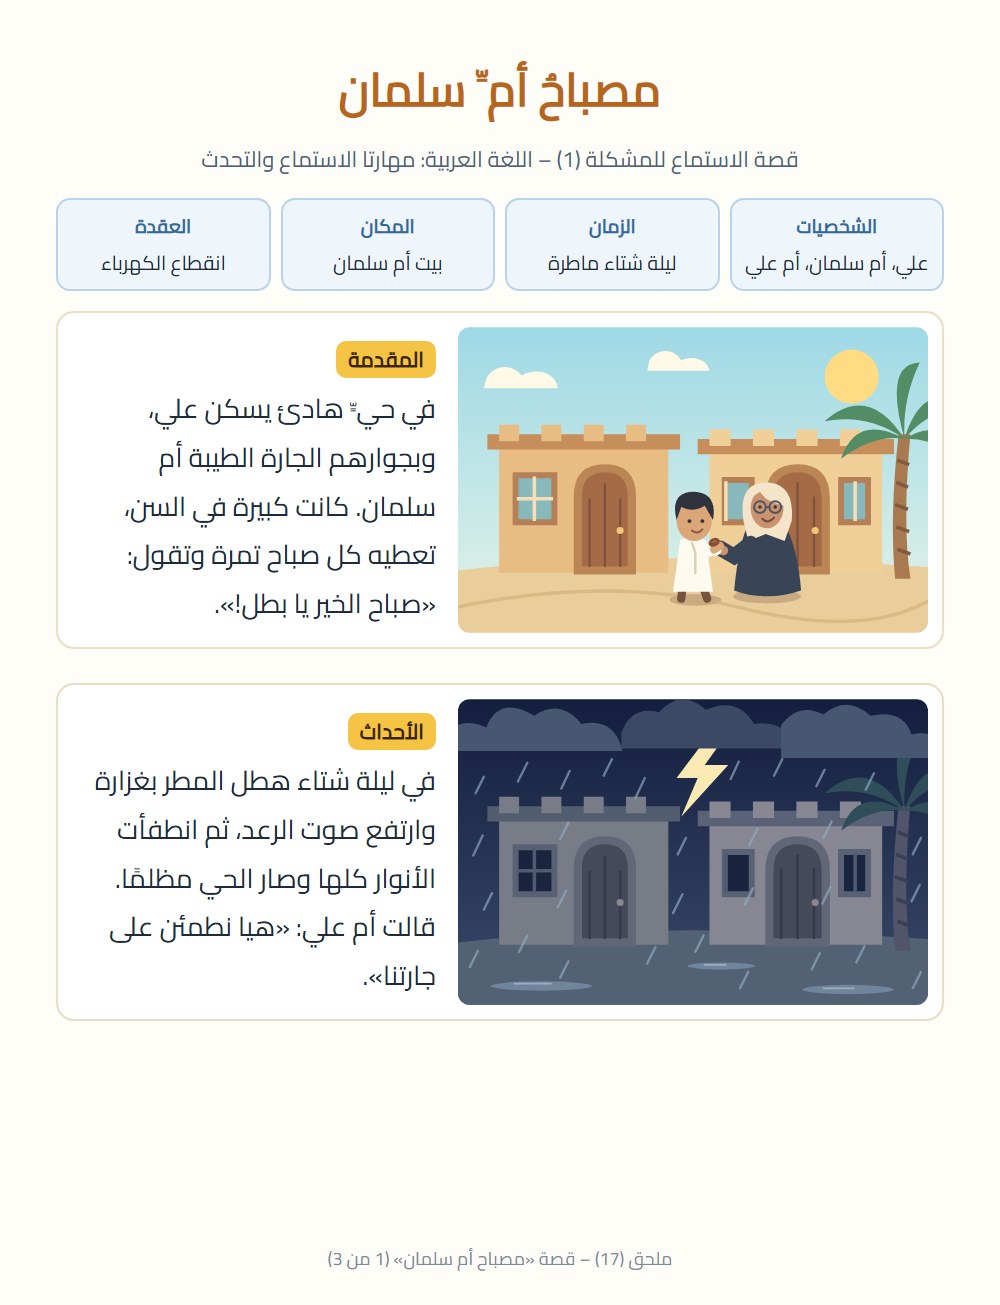 مصباحُ أمِّ سلمان
قصة الاستماع للمشكلة (1) – اللغة العربية: مهارتا الاستماع والتحدث
الشخصيات
علي، أم سلمان، أم علي
الزمان
ليلة شتاء ماطرة
المكان
بيت أم سلمان
العقدة
انقطاع الكهرباء
المقدمة
في حيٍّ هادئ يسكن علي،
وبجوارهم الجارة الطيبة أم
سلمان. كانت كبيرة في السن،
تعطيه كل صباح تمرة وتقول:
«صباح الخير يا بطل!».
الأحداث
في ليلة شتاء هطل المطر بغزارة
وارتفع صوت الرعد، ثم انطفأت
الأنوار كلها وصار الحي مظلمًا.
قالت أم علي: «هيا نطمئن على
جارتنا».
ملحق (17) – قصة «مصباح أم سلمان» (1 من 3)